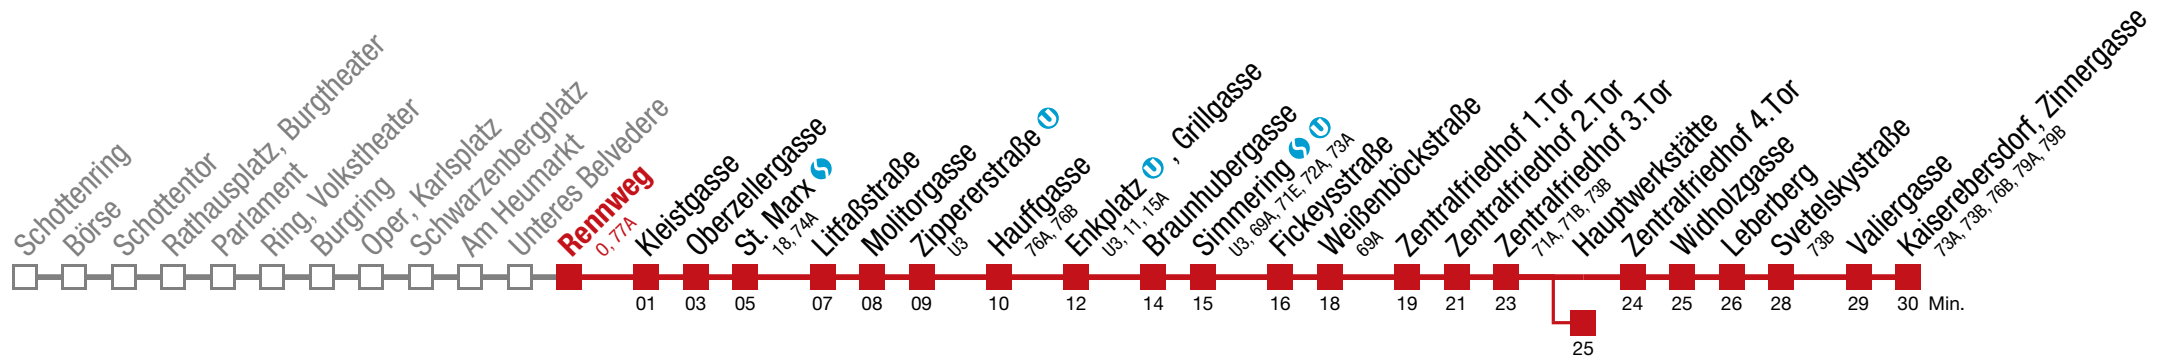 Schottenring
Börse
Schottentor
Rathausplatz, Burgtheater
Parlament
Ring, Volkstheater
Burgring
Oper, Karlsplatz
Schwarzenbergplatz
Am Heumarkt
Unteres Belvedere
Rennweg
O, 77A
Kleistgasse
Oberzellergasse
St. Marx
18, 74A
Litfaßstraße
Molitorgasse
Zippererstraße U
U3
Hauffgasse
76A, 76B
Enkplatz U , Grillgasse
U3, 11, 15A
Braunhubergasse
Simmering U
U3, 69A, 71E, 72A, 73A
Fickeysstraße
Weißenböckstraße
69A
Zentralfriedhof 1.Tor
Zentralfriedhof 2.Tor
Zentralfriedhof 3.Tor
71A, 71B, 73B
Hauptwerkstätte
Zentralfriedhof 4.Tor
Widholzgasse
Leberberg
Svetelskystraße
73B
Valiergasse
Kaiserebersdorf, Zinnergasse
73A, 73B, 76B, 79A, 79B
01 03 05 07 08 09 10 12 14 15 16 18 19 21 23 24 25 26 28 29 30 Min.
25